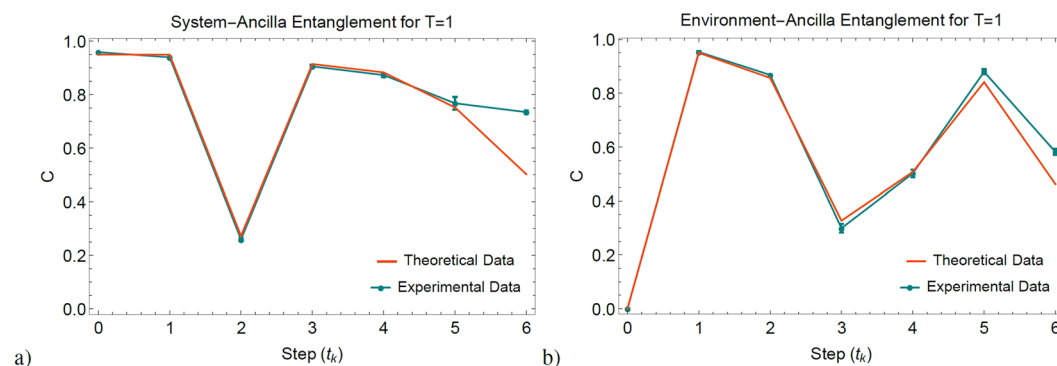 System–Ancilla Entanglement for T=1
1.0
0.8
0.6
0.4
0.2
0.0
C
Theoretical Data
Experimental Data
0 1 2 3 4 5 6
Step (tk)
a)
Environment–Ancilla Entanglement for T=1
1.0
0.8
0.6
0.4
0.2
0.0
C
Theoretical Data
Experimental Data
0 1 2 3 4 5 6
Step (tk)
b)